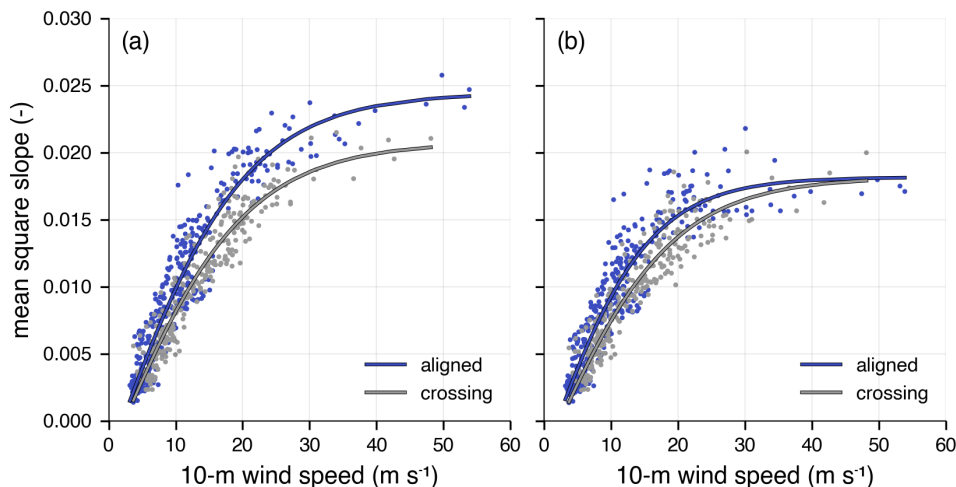 (a)
(b)
mean square slope (-)
0.030
0.025
0.020
0.015
0.010
0.005
0.000
aligned
crossing
aligned
crossing
0 10 20 30 40 50 60
0 10 20 30 40 50 60
10-m wind speed (m s⁻¹)
10-m wind speed (m s⁻¹)